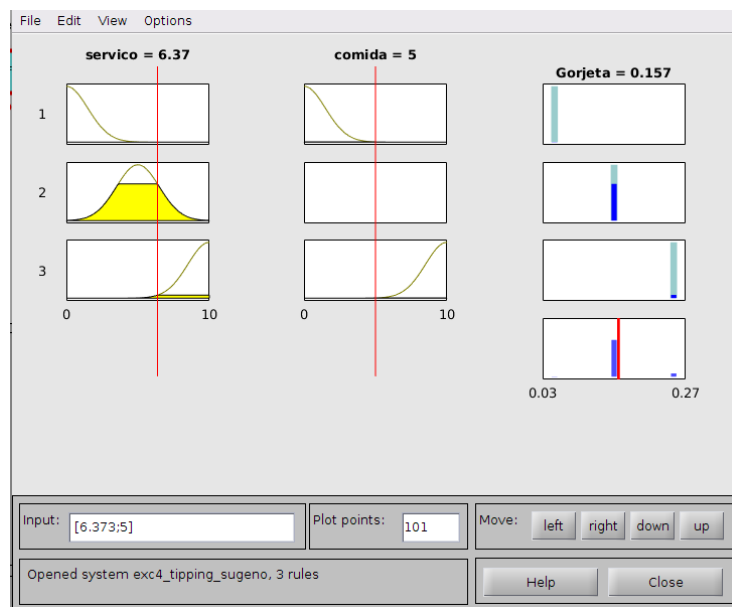 File Edit View Options
servico = 6.37
comida = 5
Gorjeta = 0.157
1
2
3
0 10
0 10
0.03 0.27
Input: [6.373;5]
Plot points: 101
Move: left right down up
Opened system exc4_tipping_sugeno, 3 rules
Help Close